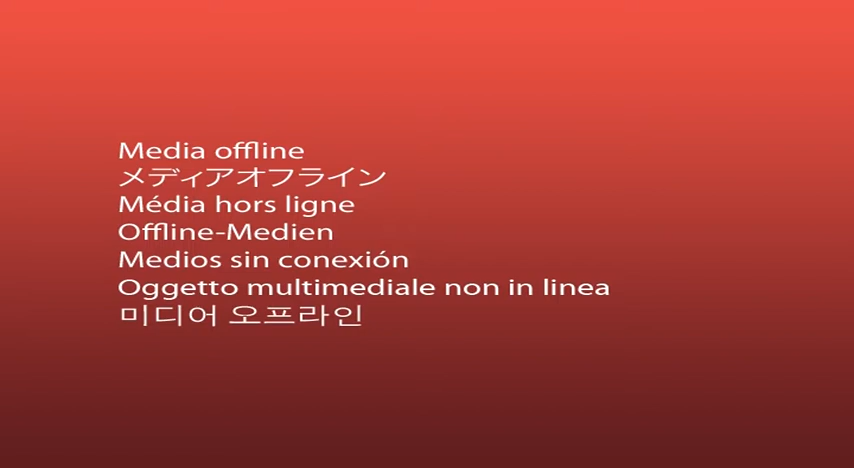 Media offline
メディアオフライン
Média hors ligne
Offline-Medien
Medios sin conexión
Oggetto multimediale non in linea
미디어 오프라인